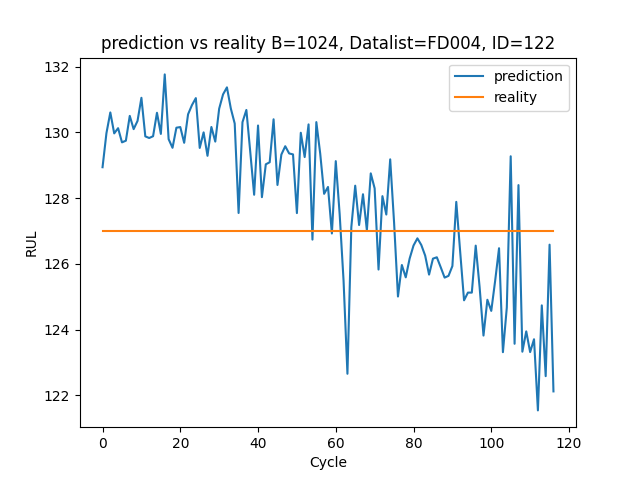 prediction vs reality B=1024, Datalist=FD004, ID=122
prediction
reality
RUL
132
130
128
126
124
122
0 20 40 60 80 100 120
Cycle